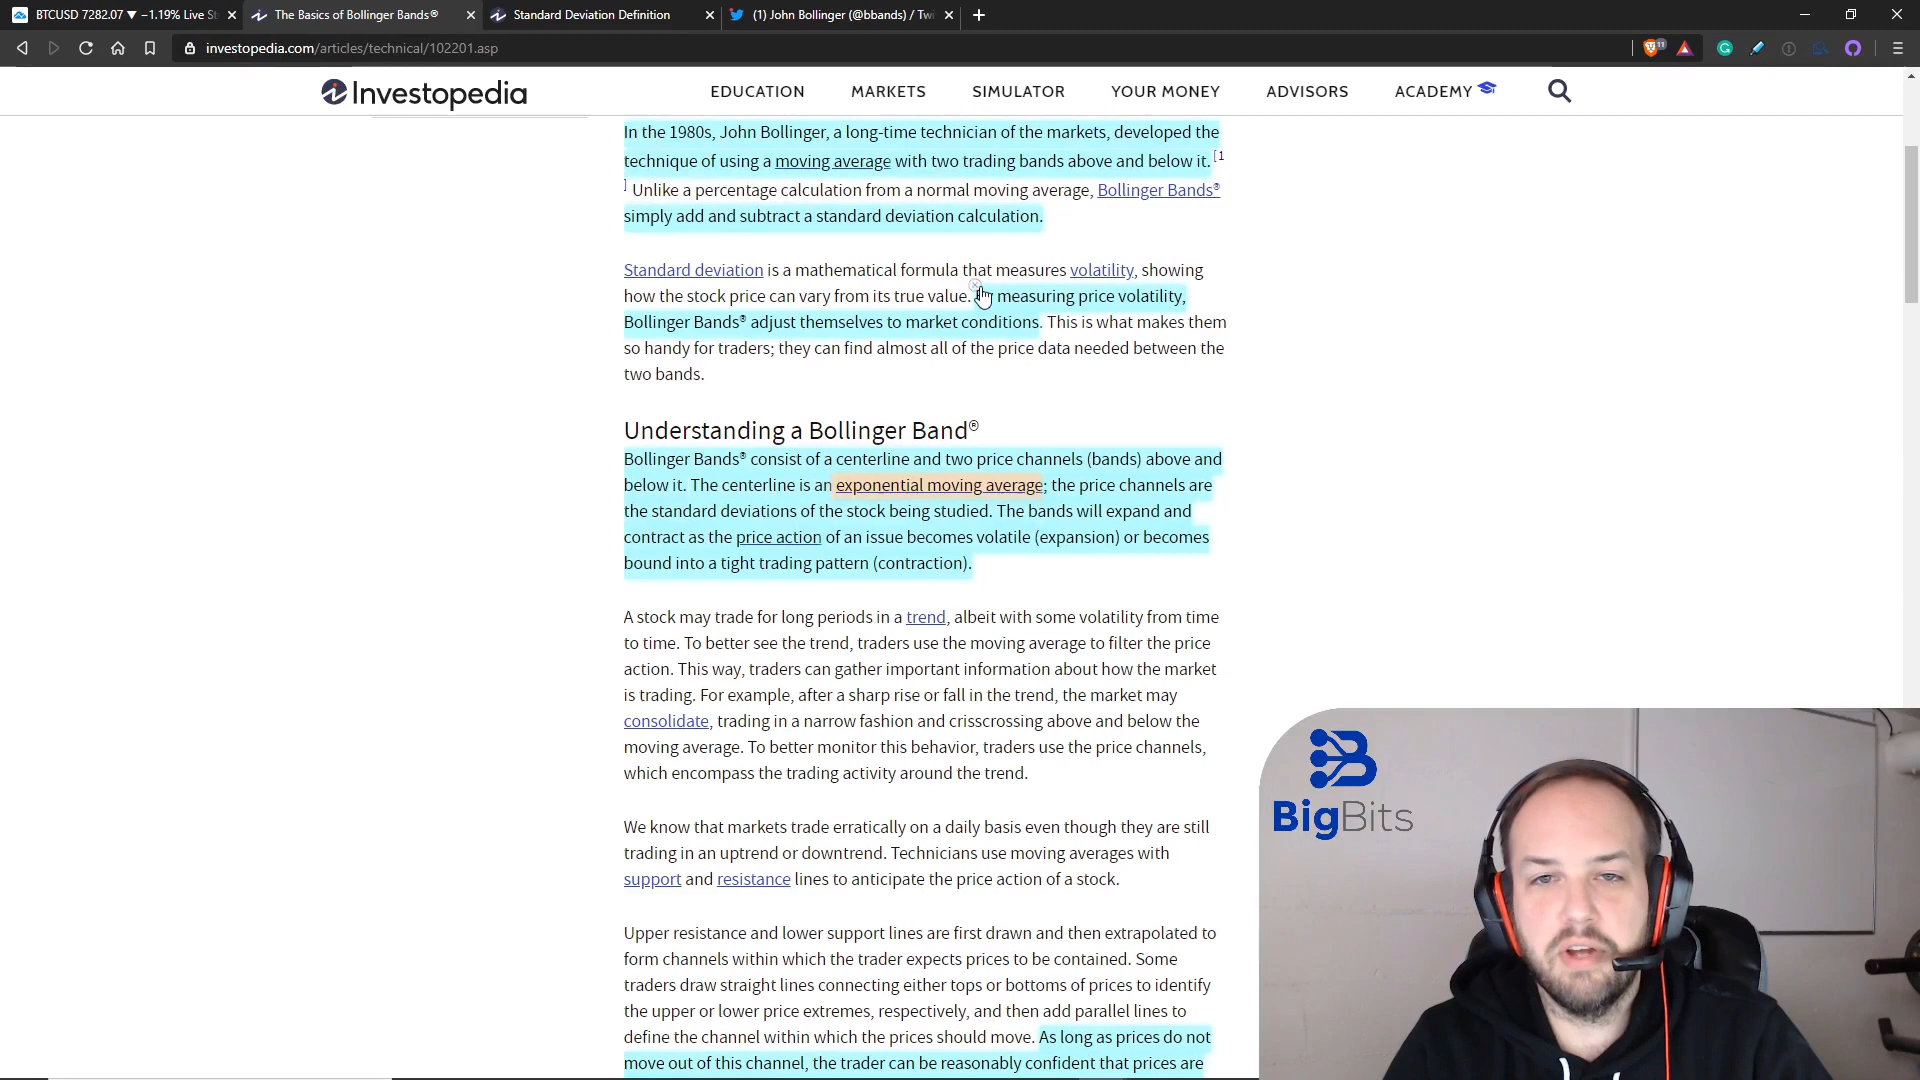 BTCUSD 7282.07 ▼ −1.19% Live St
The Basics of Bollinger Bands®
Standard Deviation Definition
(1) John Bollinger (@bbands) / Twi
investopedia.com/articles/technical/102201.asp
11
Investopedia
EDUCATION
MARKETS
SIMULATOR
YOUR MONEY
ADVISORS
ACADEMY
In the 1980s, John Bollinger, a long-time technician of the markets, developed the
technique of using a moving average with two trading bands above and below it. [1
] Unlike a percentage calculation from a normal moving average, Bollinger Bands®
simply add and subtract a standard deviation calculation.
Standard deviation is a mathematical formula that measures volatility, showing
how the stock price can vary from its true value. measuring price volatility,
Bollinger Bands® adjust themselves to market conditions. This is what makes them
so handy for traders; they can find almost all of the price data needed between the
two bands.
Understanding a Bollinger Band®
Bollinger Bands® consist of a centerline and two price channels (bands) above and
below it. The centerline is an exponential moving average; the price channels are
the standard deviations of the stock being studied. The bands will expand and
contract as the price action of an issue becomes volatile (expansion) or becomes
bound into a tight trading pattern (contraction).
A stock may trade for long periods in a trend, albeit with some volatility from time
to time. To better see the trend, traders use the moving average to filter the price
action. This way, traders can gather important information about how the market
is trading. For example, after a sharp rise or fall in the trend, the market may
consolidate, trading in a narrow fashion and crisscrossing above and below the
moving average. To better monitor this behavior, traders use the price channels,
which encompass the trading activity around the trend.
We know that markets trade erratically on a daily basis even though they are still
trading in an uptrend or downtrend. Technicians use moving averages with
support and resistance lines to anticipate the price action of a stock.
Upper resistance and lower support lines are first drawn and then extrapolated to
form channels within which the trader expects prices to be contained. Some
traders draw straight lines connecting either tops or bottoms of prices to identify
the upper or lower price extremes, respectively, and then add parallel lines to
define the channel within which the prices should move. As long as prices do not
move out of this channel, the trader can be reasonably confident that prices are
BigBits